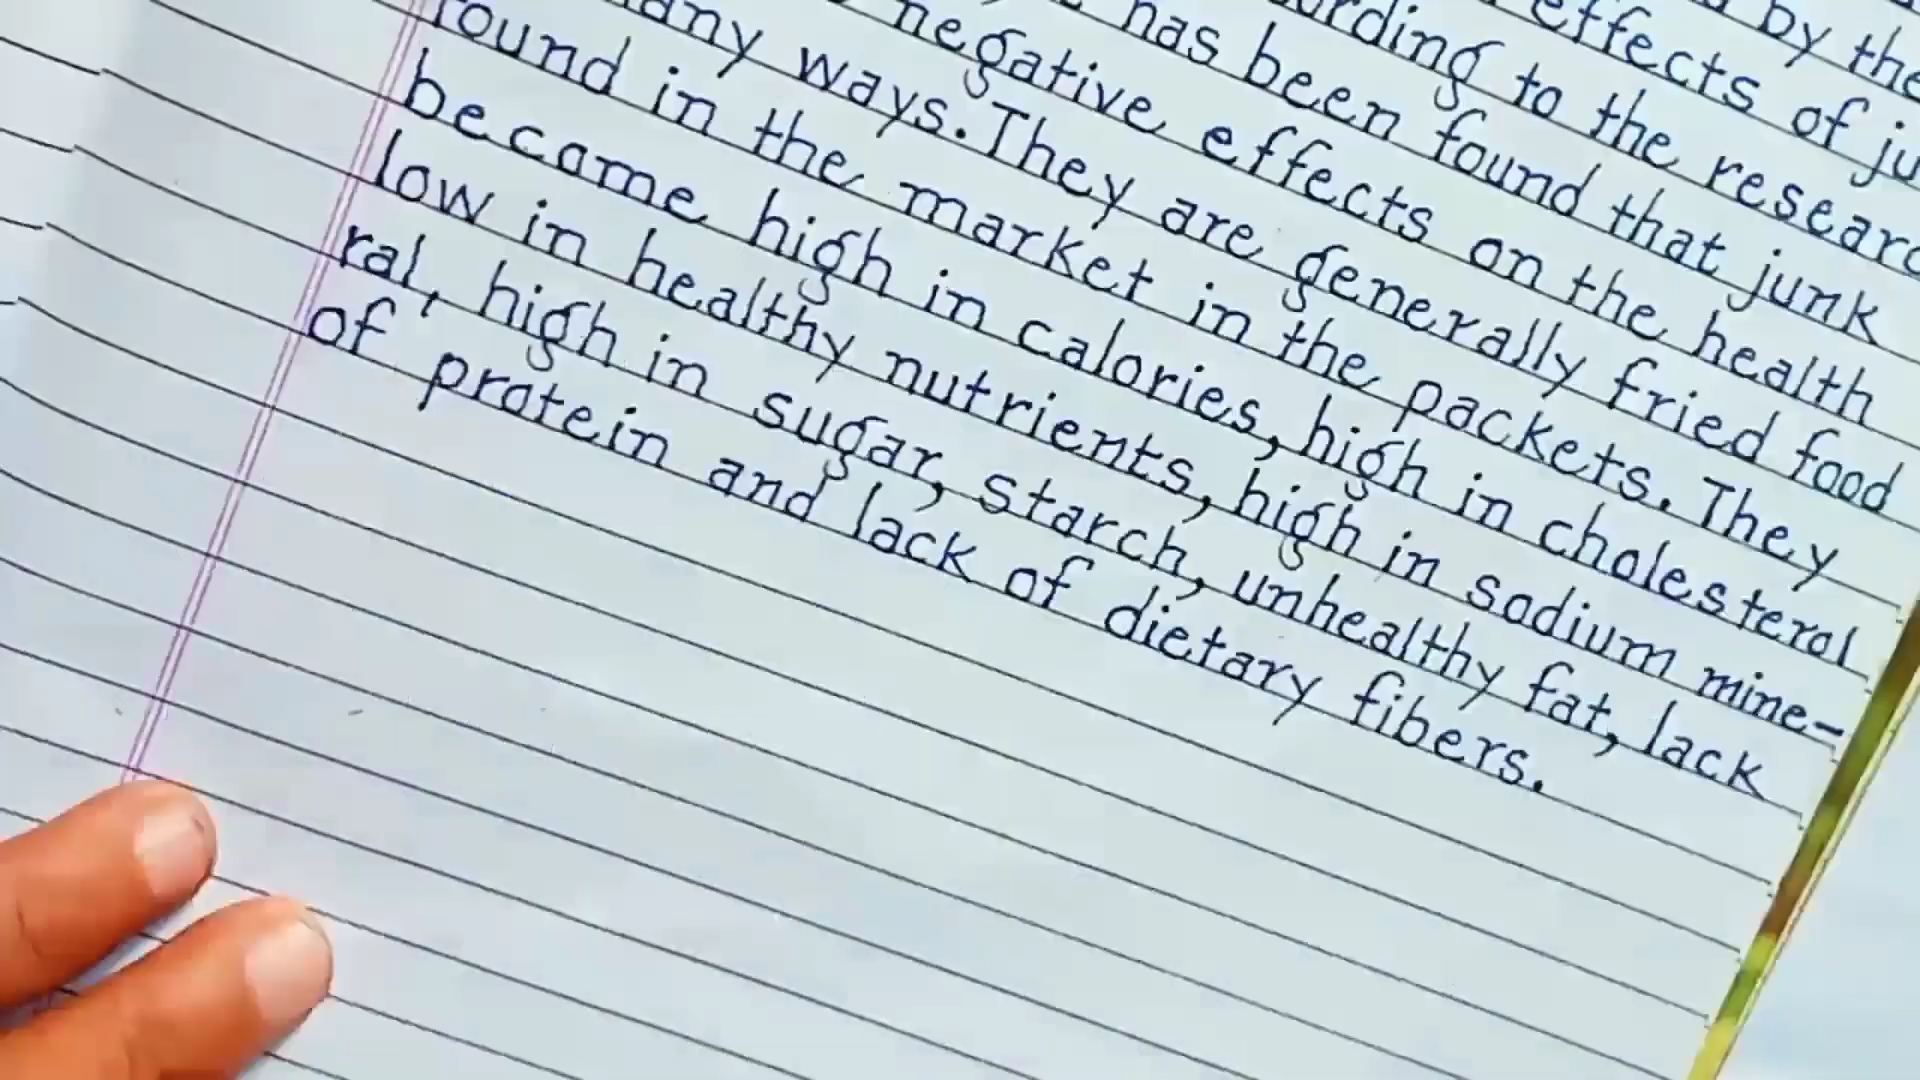 by the
effects of ju
ording to the researc
has been found that junk
negative effects on the health
many ways. They are generally fried food
found in the market in the packets. They
become high in calories, high in cholesterol
low in healthy nutrients, high in sodium mine-
ral, high in sugar, starch, unhealthy fat, lack
of protein and lack of dietary fibers.